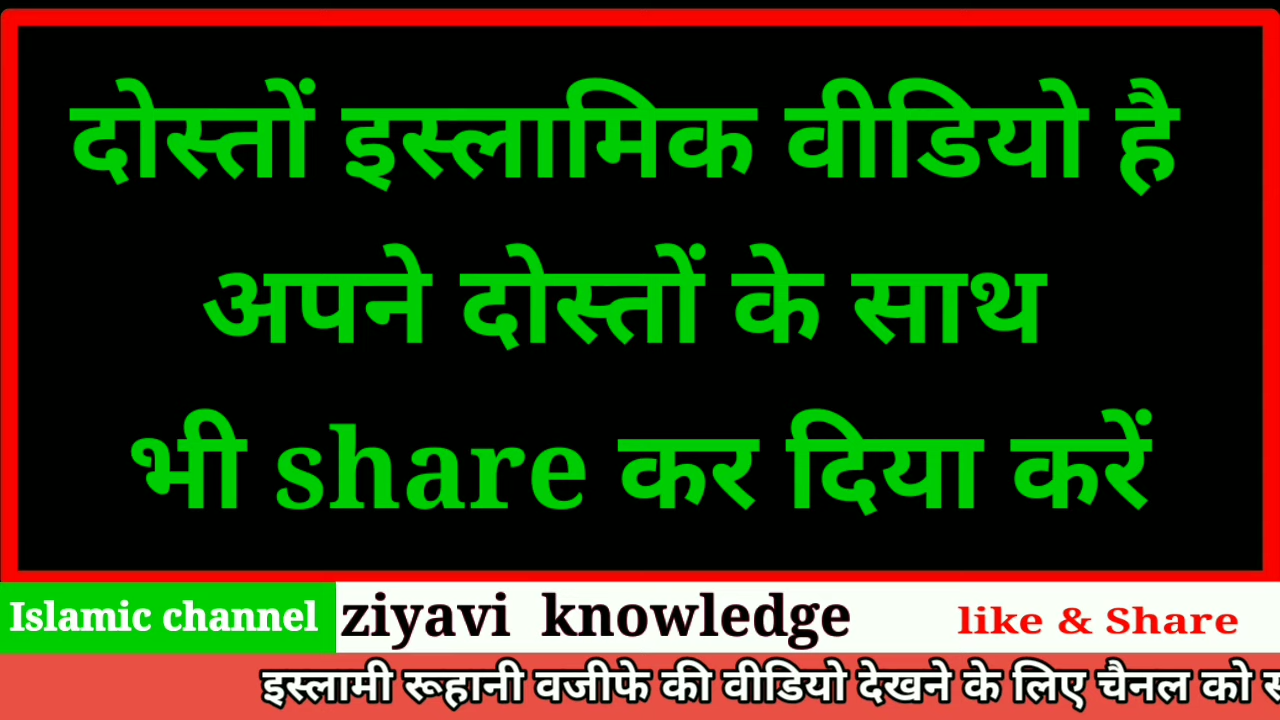 दोस्तों इस्लामिक वीडियो है
अपने दोस्तों के साथ
भी share कर दिया करें
Islamic channel ziyavi knowledge like & Share
इस्लामी रूहानी वजीफे की वीडियो देखने के लिए चैनल को